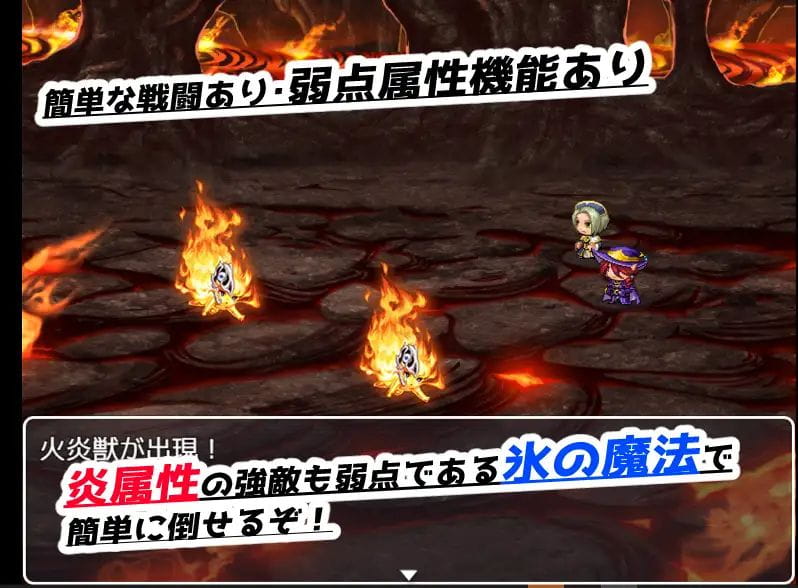 簡単な戦闘あり·弱点属性機能あり
火炎獣が出現！
炎属性の強敵も弱点である氷の魔法で
簡単に倒せるぞ！